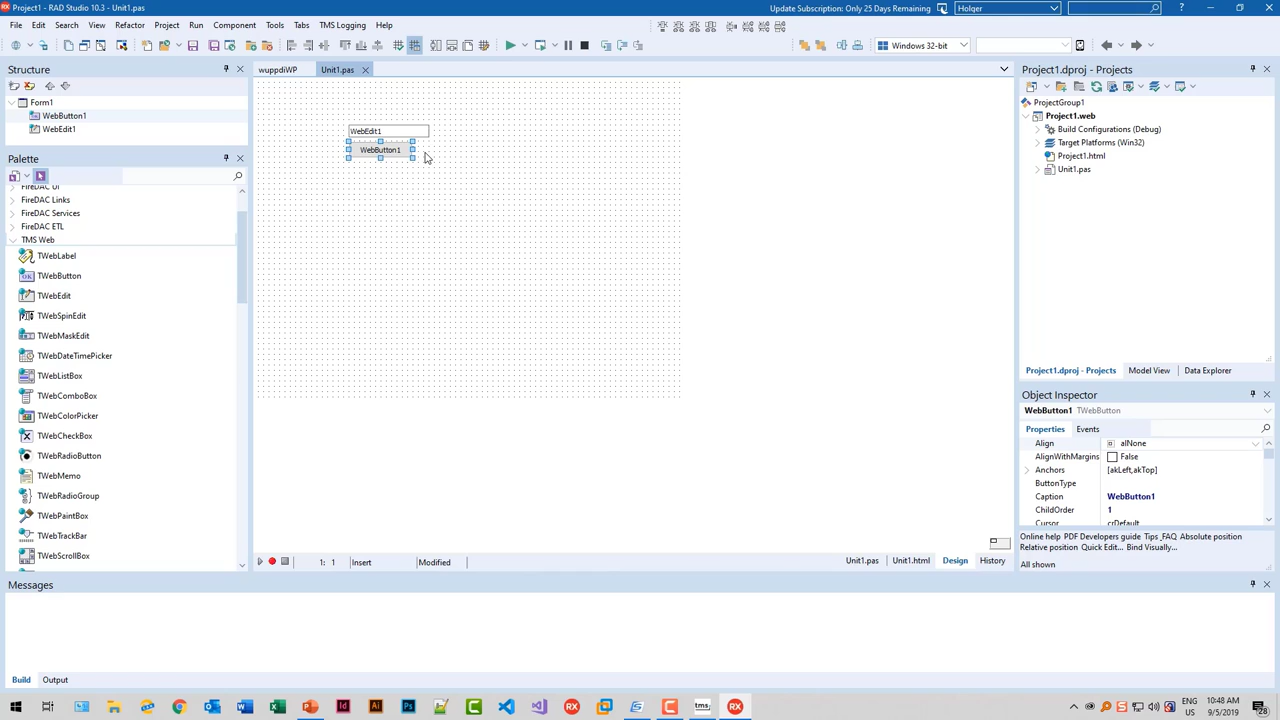 Project1 - RAD Studio 10.3 - Unit1.pas
Update Subscription: Only 25 Days Remaining
Holger
File Edit Search View Refactor Project Run Component Tools Tabs TMS Logging Help
Windows 32-bit
Structure
Form1
WebButton1
WebEdit1
Palette
FireDAC UI
FireDAC Links
FireDAC Services
FireDAC ETL
TMS Web
TWebLabel
TWebButton
TWebEdit
TWebSpinEdit
TWebMaskEdit
TWebDateTimePicker
TWebListBox
TWebComboBox
TWebColorPicker
TWebCheckBox
TWebRadioButton
TWebMemo
TWebRadioGroup
TWebPaintBox
TWebTrackBar
TWebScrollBox
wuppdiWP Unit1.pas
WebEdit1
WebButton1
1: 1 Insert Modified
Unit1.pas Unit1.html Design History
Project1.dproj - Projects
ProjectGroup1
Project1.web
Build Configurations (Debug)
Target Platforms (Win32)
Project1.html
Unit1.pas
Project1.dproj - Projects Model View Data Explorer
Object Inspector
WebButton1 TWebButton
Properties Events
Align alNone
AlignWithMargins False
Anchors [akLeft,akTop]
ButtonType
Caption WebButton1
ChildOrder 1
Cursor crDefault
Online help PDF Developers guide Tips ,FAQ Absolute position
Relative position Quick Edit... Bind Visually...
All shown
Messages
Build Output
ENG
US
10:48 AM
9/5/2019